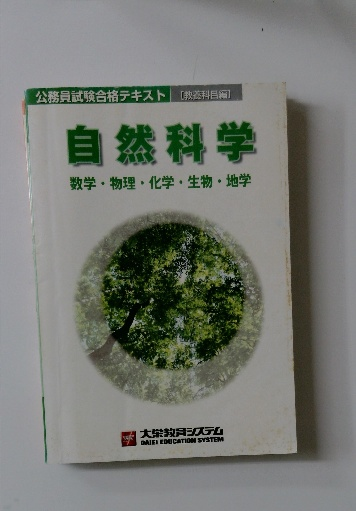 公務員試験合格テキスト [教養科目編]
自然科学
数学・物理・化学・生物・地学
大栄教育システム
DAIEI EDUCATION SYSTEM